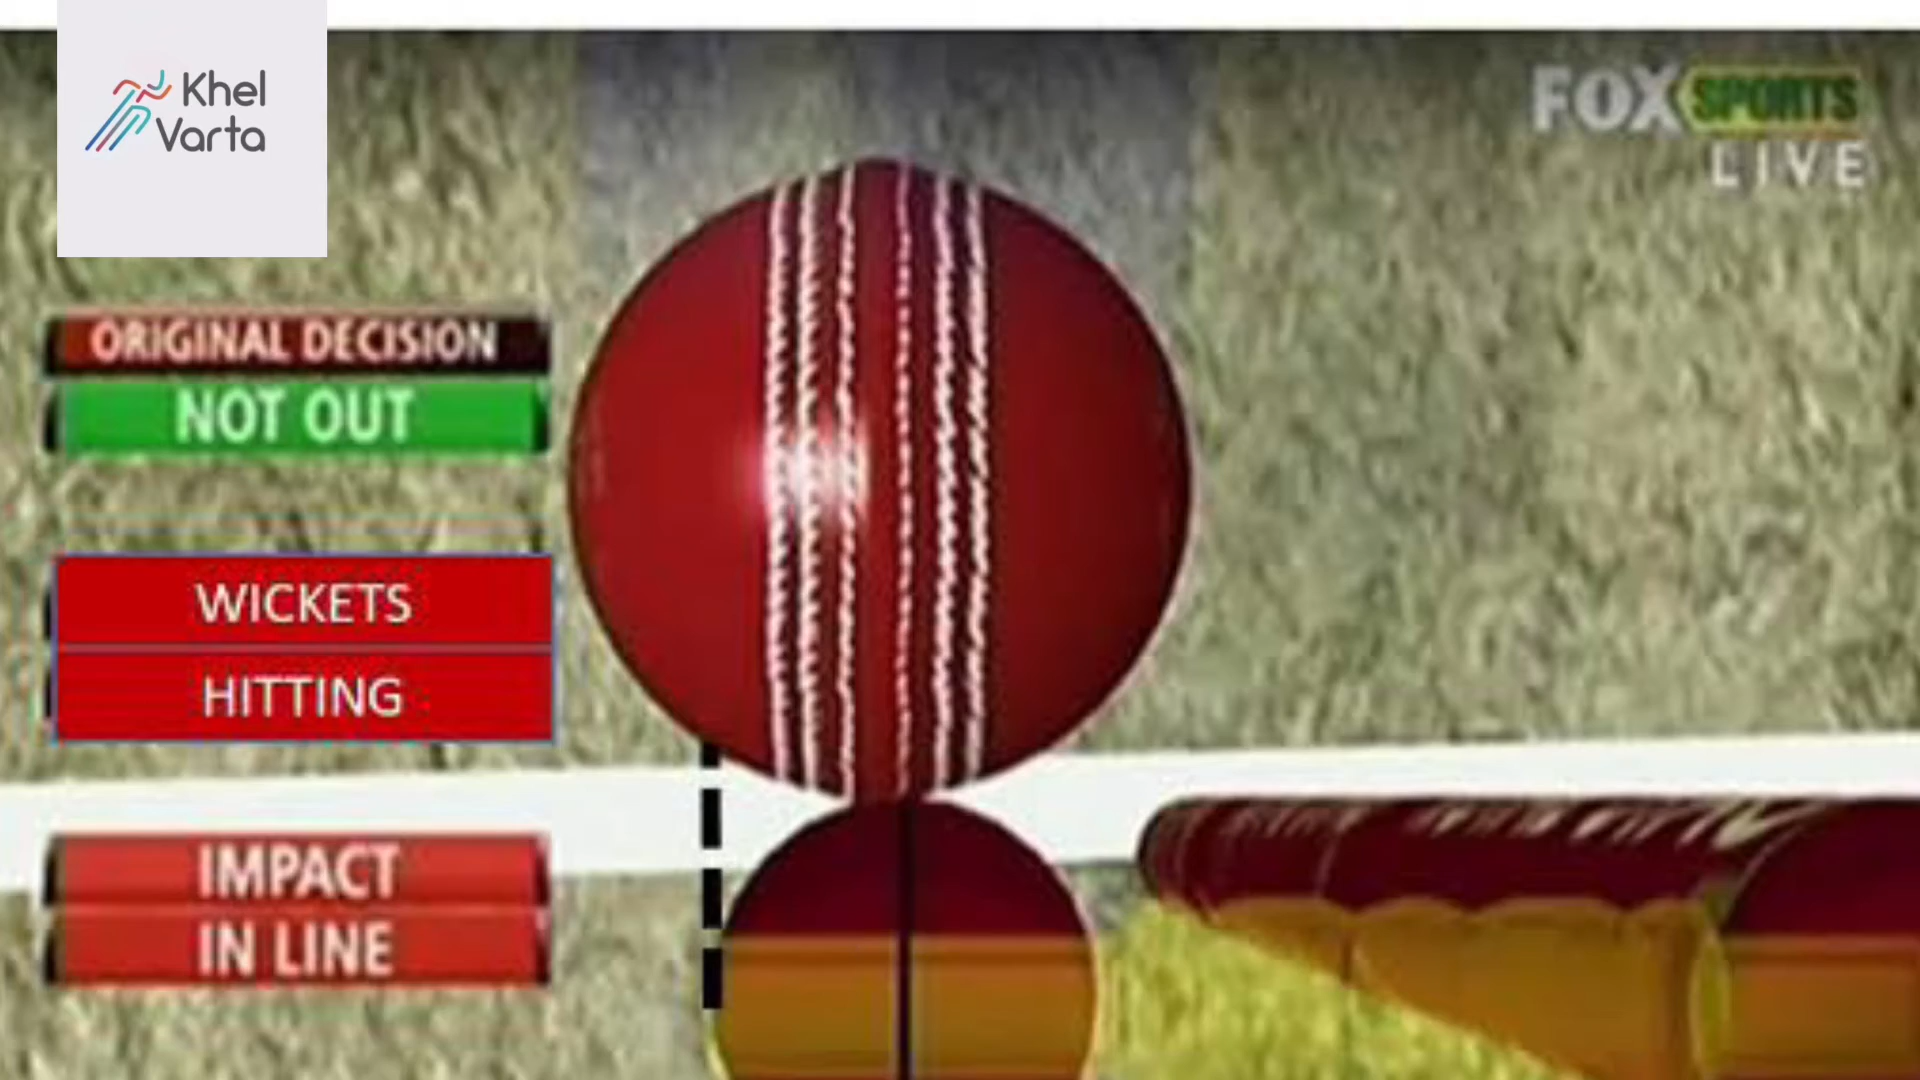 Khel
Varta
FOX SPORTS
LIVE
ORIGINAL DECISION
NOT OUT
WICKETS
HITTING
IMPACT
IN LINE